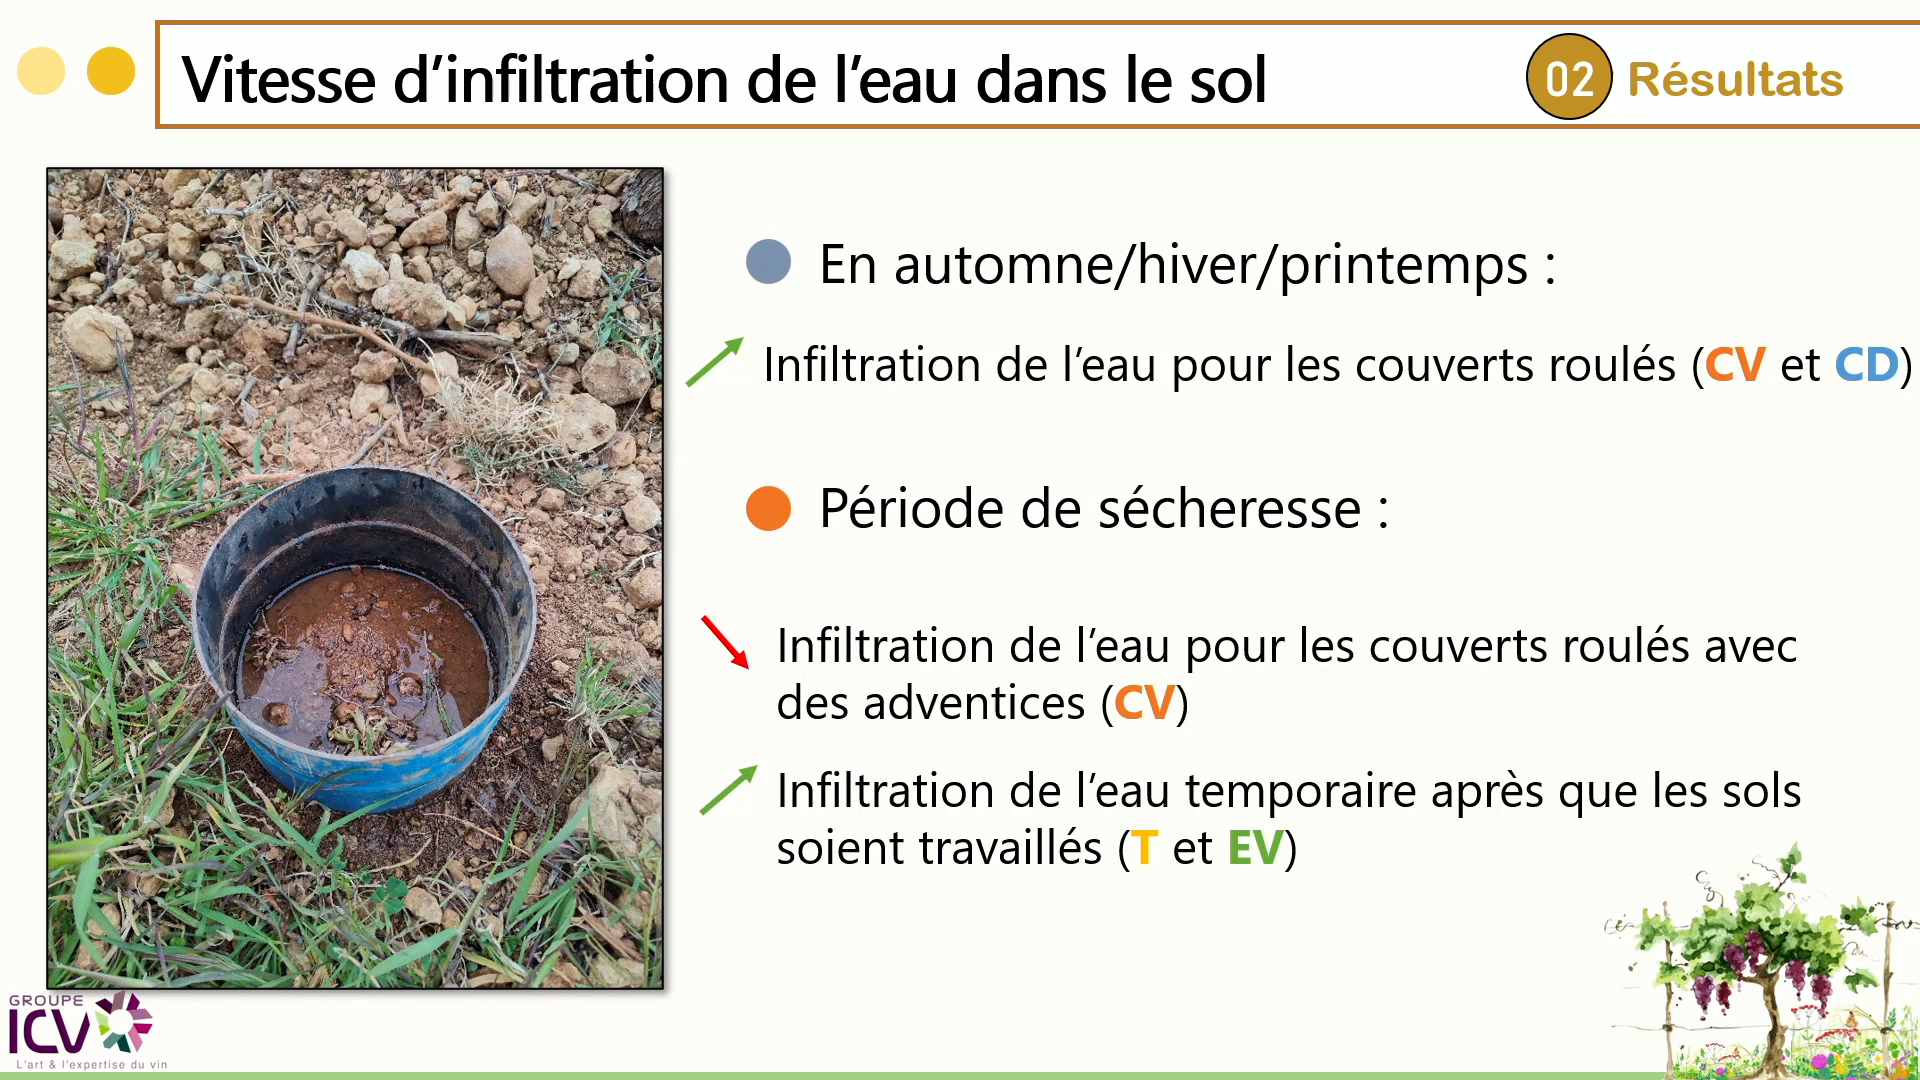 Vitesse d’infiltration de l’eau dans le sol
02 Résultats
En automne/hiver/printemps :
Infiltration de l’eau pour les couverts roulés (CV et CD)
Période de sécheresse :
Infiltration de l’eau pour les couverts roulés avec
des adventices (CV)
Infiltration de l’eau temporaire après que les sols
soient travaillés (T et EV)
GROUPE
ICV
L'art & l'expertise du vin